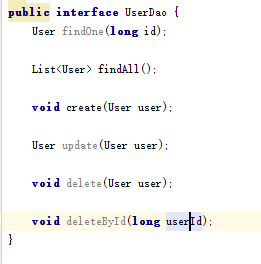 public interface UserDao {
User findOne(long id);
List<User> findAll();
void create(User user);
User update(User user);
void delete(User user);
void deleteById(long userId);
}